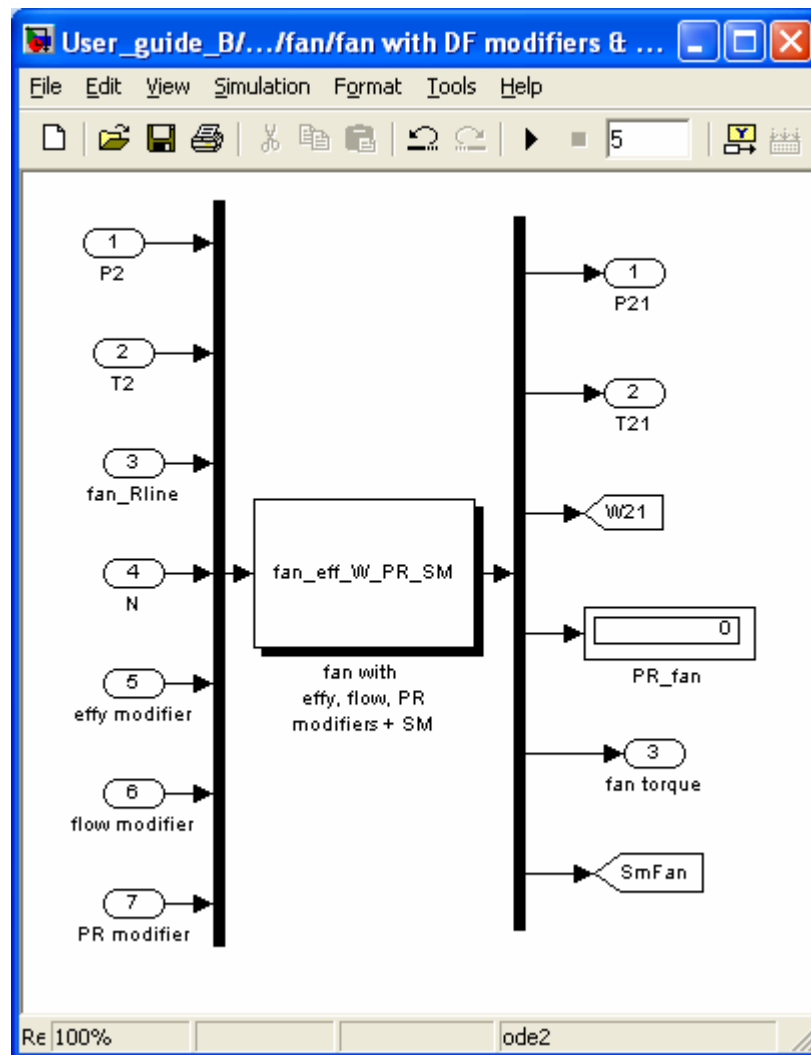 User_guide_B/.../fan/fan with DF modifiers & ...
File Edit View Simulation Format Tools Help
5
1
P2
2
T2
3
fan_Rline
4
N
5
effy modifier
6
flow modifier
7
PR modifier
fan_eff_W_PR_SM
fan with
effy, flow, PR
modifiers + SM
1
P21
2
T21
W21
0
PR_fan
3
fan torque
SmFan
Re 100% ode2